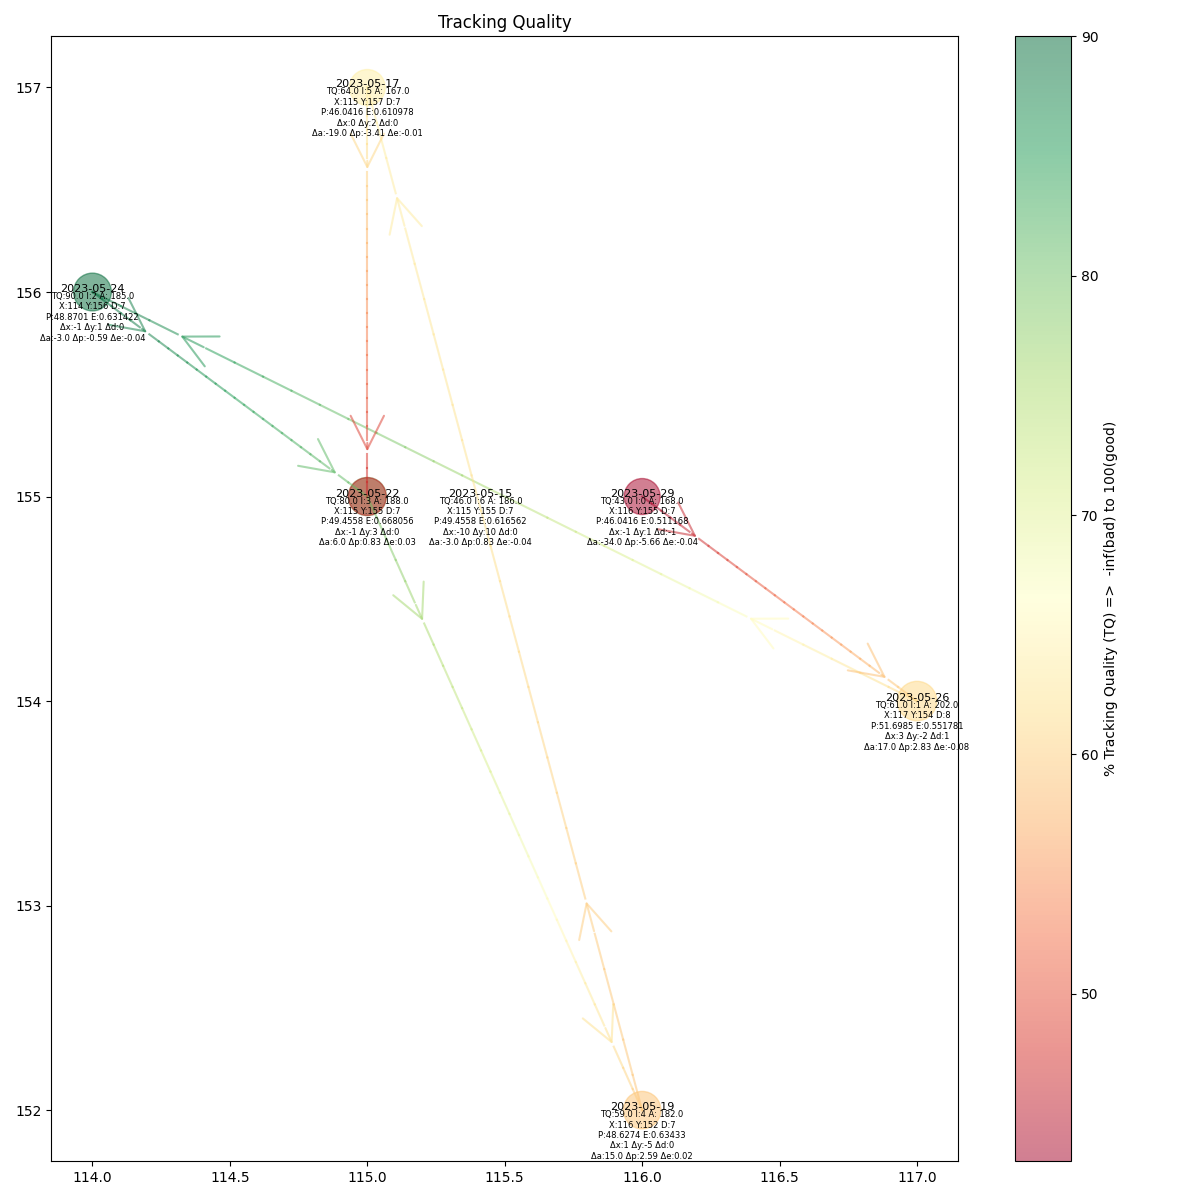 Tracking Quality
2023-05-17
TQ:64.0 I:5 A: 167.0
X:115 Y:157 D:7
P:46.0416 E:0.610978
Δx:0 Δy:2 Δd:0
Δa:-19.0 Δp:-3.41 Δe:-0.01
2023-05-24
TQ:90.0 I:2 A: 185.0
X:114 Y:156 D:7
P:48.8701 E:0.631422
Δx:-1 Δy:1 Δd:0
Δa:-3.0 Δp:-0.59 Δe:-0.04
2023-05-22
TQ:80.0 I:3 A: 188.0
X:115 Y:155 D:7
P:49.4558 E:0.668056
Δx:-1 Δy:3 Δd:0
Δa:6.0 Δp:0.83 Δe:0.03
2023-05-15
TQ:46.0 I:6 A: 186.0
X:115 Y:155 D:7
P:49.4558 E:0.616562
Δx:-10 Δy:10 Δd:0
Δa:-3.0 Δp:0.83 Δe:-0.04
2023-05-29
TQ:43.0 I:0 A: 168.0
X:116 Y:155 D:7
P:46.0416 E:0.511168
Δx:-1 Δy:1 Δd:-1
Δa:-34.0 Δp:-5.66 Δe:-0.04
2023-05-26
TQ:61.0 I:1 A: 202.0
X:117 Y:154 D:8
P:51.6985 E:0.551781
Δx:3 Δy:-2 Δd:1
Δa:17.0 Δp:2.83 Δe:-0.08
2023-05-19
TQ:59.0 I:4 A: 182.0
X:116 Y:152 D:7
P:48.6274 E:0.63433
Δx:1 Δy:-5 Δd:0
Δa:15.0 Δp:2.59 Δe:0.02
157
156
155
154
153
152
114.0 114.5 115.0 115.5 116.0 116.5 117.0
90
80
70
60
50
% Tracking Quality (TQ) => -inf(bad) to 100(good)